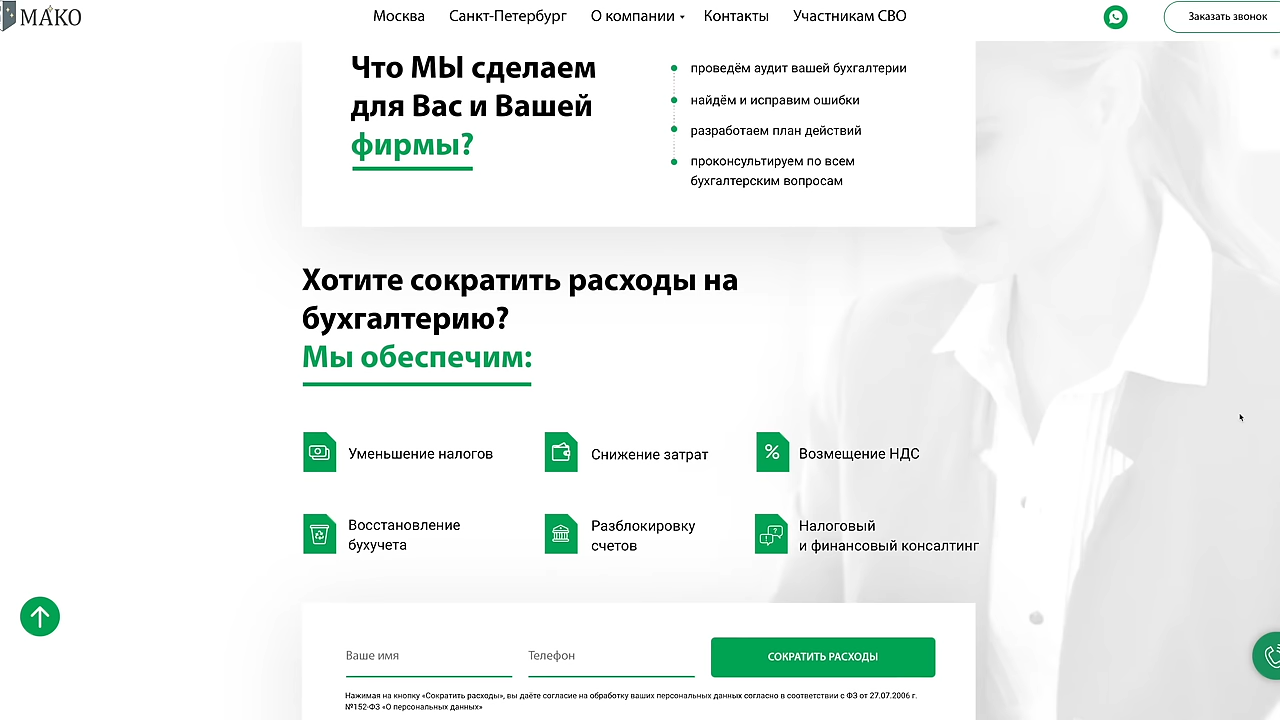 МАКО
Москва
Санкт-Петербург
О компании
Контакты
Участникам СВО
Заказать звонок
Что МЫ сделаем
для Вас и Вашей
фирмы?
проведём аудит вашей бухгалтерии
найдём и исправим ошибки
разработаем план действий
проконсультируем по всем
бухгалтерским вопросам
Хотите сократить расходы на
бухгалтерию?
Мы обеспечим:
Уменьшение налогов
Снижение затрат
Возмещение НДС
Восстановление
бухучета
Разблокировку
счетов
Налоговый
и финансовый консалтинг
Ваше имя
Телефон
СОКРАТИТЬ РАСХОДЫ
Нажимая на кнопку «Сократить расходы», вы даёте согласие на обработку ваших персональных данных согласно в соответствии с ФЗ от 27.07.2006 г.
№152-ФЗ «О персональных данных»